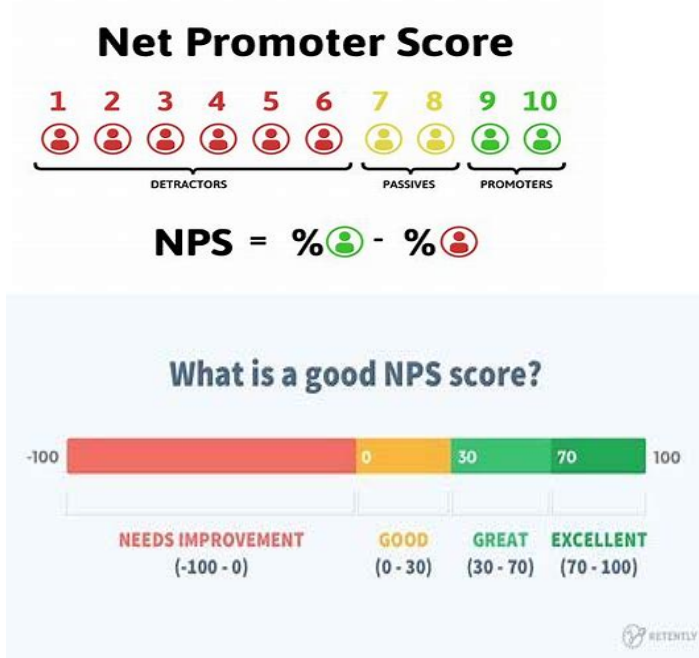 Net Promoter Score
1 2 3 4 5 6 7 8 9 10
DETRACTORS PASSIVES PROMOTERS
NPS = % - %
What is a good NPS score?
-100 0 30 70 100
NEEDS IMPROVEMENT GOOD GREAT EXCELLENT
(-100 - 0) (0 - 30) (30 - 70) (70 - 100)
RETENTLY